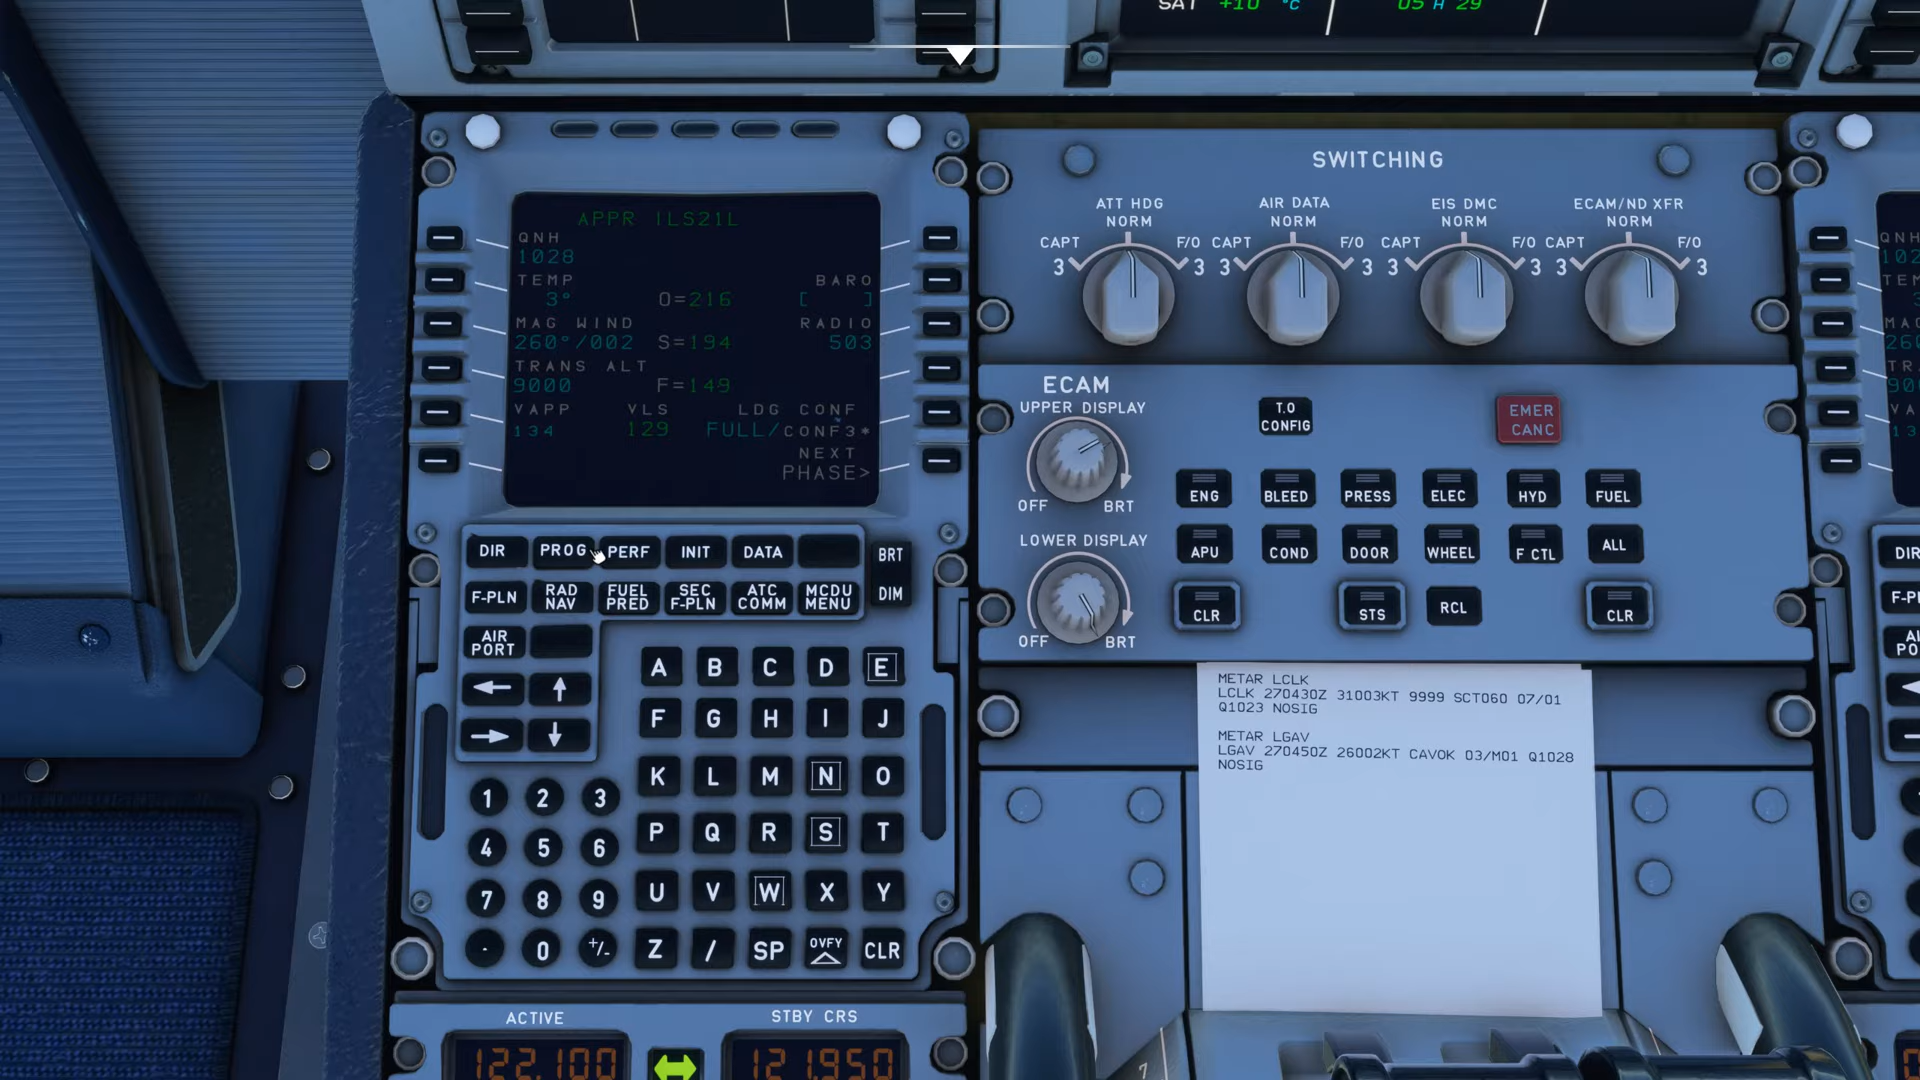 SAT +10 °C
05 H 29
APPR ILS21L
QNH
1028
TEMP BARO
3° O=216 [ ]
MAG WIND RADIO
260°/002 S=194 503
TRANS ALT
9000 F=149
VAPP VLS LDG CONF
134 129 FULL/CONF3*
NEXT
PHASE>
DIR PROG PERF INIT DATA
BRT
DIM
F-PLN RAD NAV FUEL PRED SEC F-PLN ATC COMM MCDU MENU
AIR PORT
A B C D E
F G H I J
K L M N O
P Q R S T
U V W X Y
Z / SP OVFY CLR
1 2 3
4 5 6
7 8 9
. 0 +/-
ACTIVE STBY CRS
122.100 121.950
SWITCHING
ATT HDG AIR DATA EIS DMC ECAM/ND XFR
NORM NORM NORM NORM
CAPT F/O CAPT F/O CAPT F/O CAPT F/O
3 3 3 3 3 3 3 3
ECAM
UPPER DISPLAY
OFF BRT
LOWER DISPLAY
OFF BRT
T.O CONFIG
EMER CANC
ENG BLEED PRESS ELEC HYD FUEL
APU COND DOOR WHEEL F CTL ALL
CLR STS RCL CLR
METAR LCLK
LCLK 270430Z 31003KT 9999 SCT060 07/01
Q1023 NOSIG
METAR LGAV
LGAV 270450Z 26002KT CAVOK 03/M01 Q1028
NOSIG
7
DIR